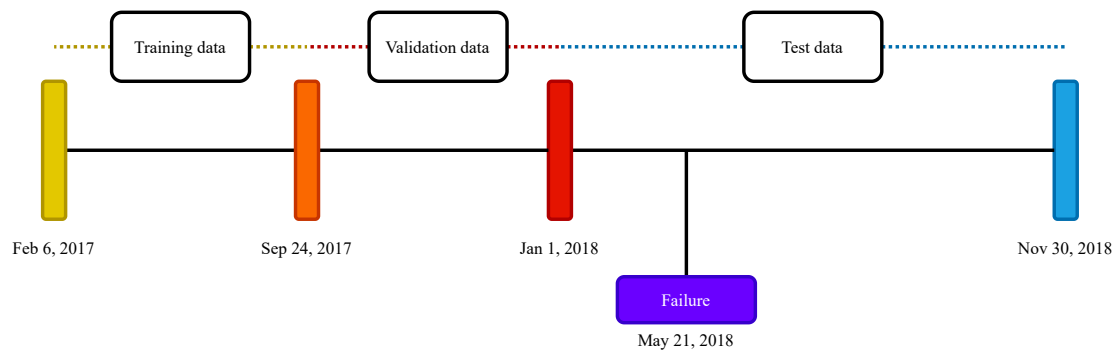 Training data
Validation data
Test data
Feb 6, 2017
Sep 24, 2017
Jan 1, 2018
Nov 30, 2018
Failure
May 21, 2018